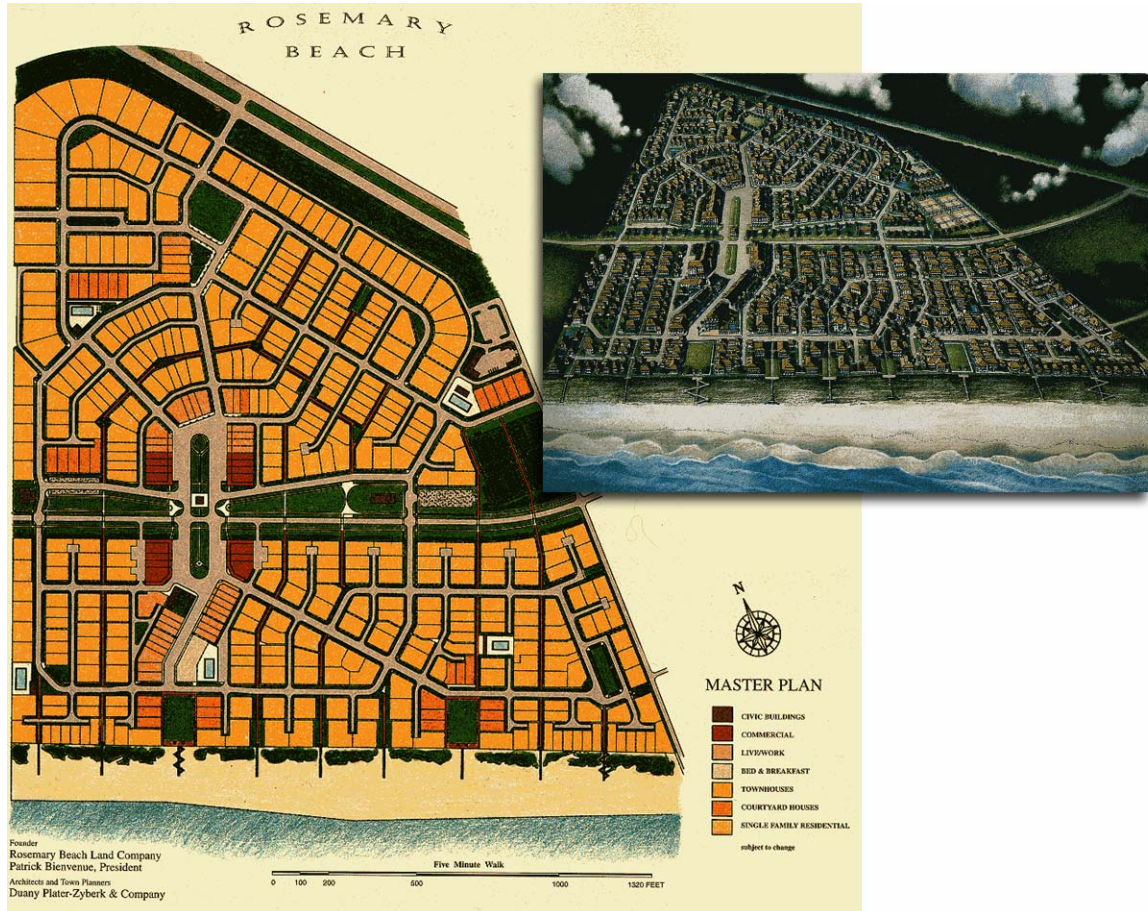 ROSEMARY
BEACH
N
MASTER PLAN
CIVIC BUILDINGS
COMMERCIAL
LIVE/WORK
BED & BREAKFAST
TOWNHOUSES
COURTYARD HOUSES
SINGLE FAMILY RESIDENTIAL
subject to change
Founder
Rosemary Beach Land Company
Patrick Bienvenue, President
Architects and Town Planners
Duany Plater-Zyberk & Company
Five Minute Walk
0 100 200 500 1000 1320 FEET